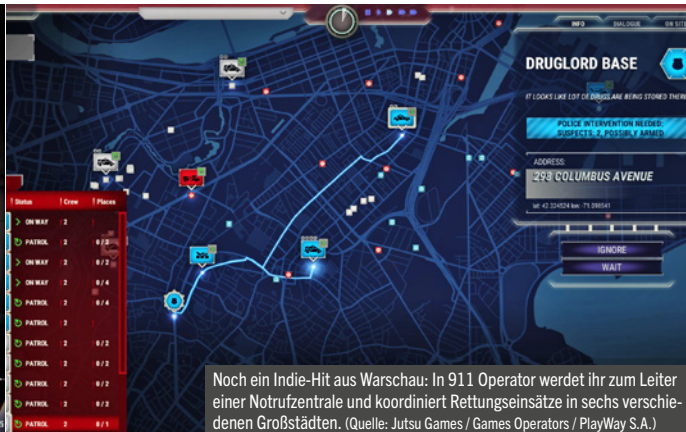 INFO
DIALOGUE
ON SITE
DRUGLORD BASE
IT LOOKS LIKE LOT OF DRUGS ARE BEING STORED THERE
POLICE INTERVENTION NEEDED:
SUSPECTS: 2, POSSIBLY ARMED
ADDRESS:
298 COLUMBUS AVENUE
IGNORE
WAIT
Status Crew Places
ON WAY 2
PATROL 2 0/2
ON WAY 2 0/2
ON WAY 2 0/4
PATROL 2 0/4
PATROL 2
PATROL 2 0/2
PATROL 2 0/2
PATROL 2 0/2
PATROL 2 0/2
PATROL 2 0/1
Noch ein Indie-Hit aus Warschau: In 911 Operator werdet ihr zum Leiter
einer Notrufzentrale und koordiniert Rettungseinsätze in sechs verschie-
denen Großstädten. (Quelle: Jutsu Games / Games Operators / PlayWay S.A.)